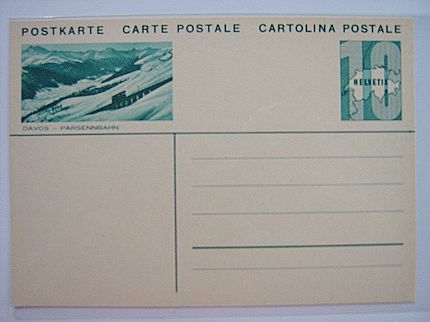 POSTKARTE CARTE POSTALE CARTOLINA POSTALE
10
HELVETIA
DAVOS – PARSENNBAHN